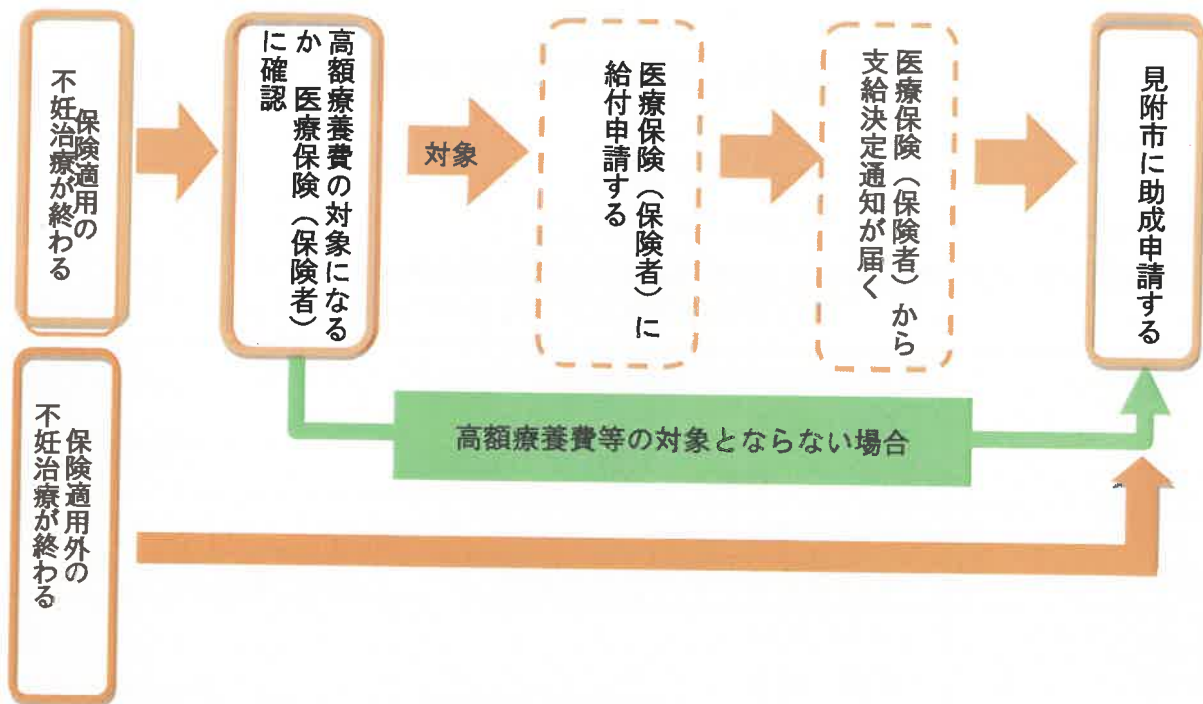 保険適用の
不妊治療が終わる
高額療養費の対象になる
か 医療保険（保険者）
に確認
対象
医療保険（保険者）に
給付申請する
医療保険（保険者）から
支給決定通知が届く
見附市に助成申請する
高額療養費等の対象とならない場合
保険適用外の
不妊治療が終わる